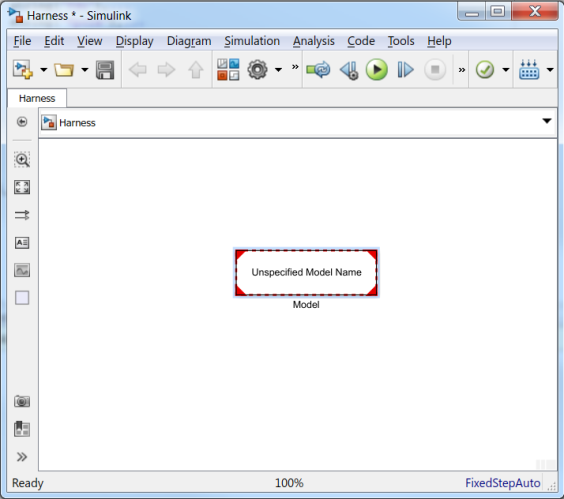 Harness * - Simulink
File Edit View Display Diagram Simulation Analysis Code Tools Help
Harness
Harness
Unspecified Model Name
Model
Ready 100% FixedStepAuto